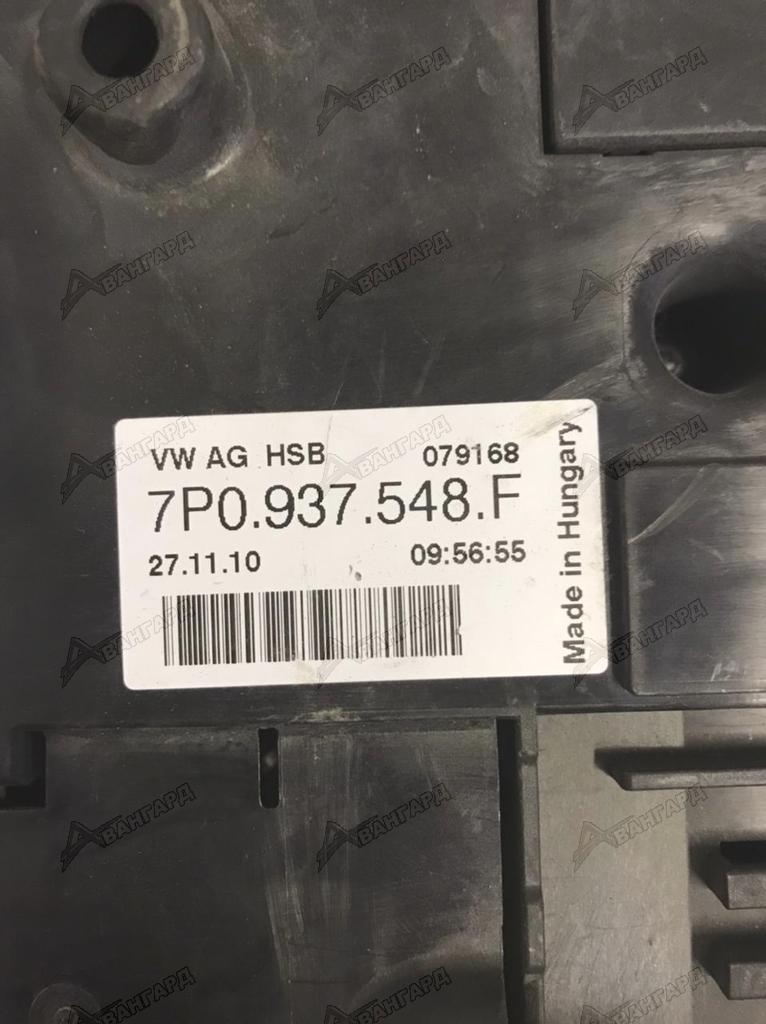 VW AG HSB 079168
7P0.937.548.F
27.11.10 09:56:55
Made in Hungary
АВАНГАРД